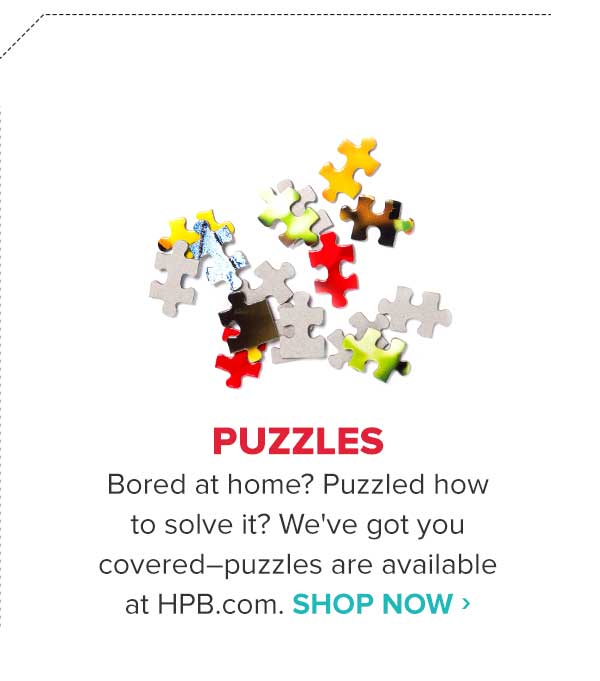 PUZZLES
Bored at home? Puzzled how
to solve it? We've got you
covered–puzzles are available
at HPB.com. SHOP NOW ›